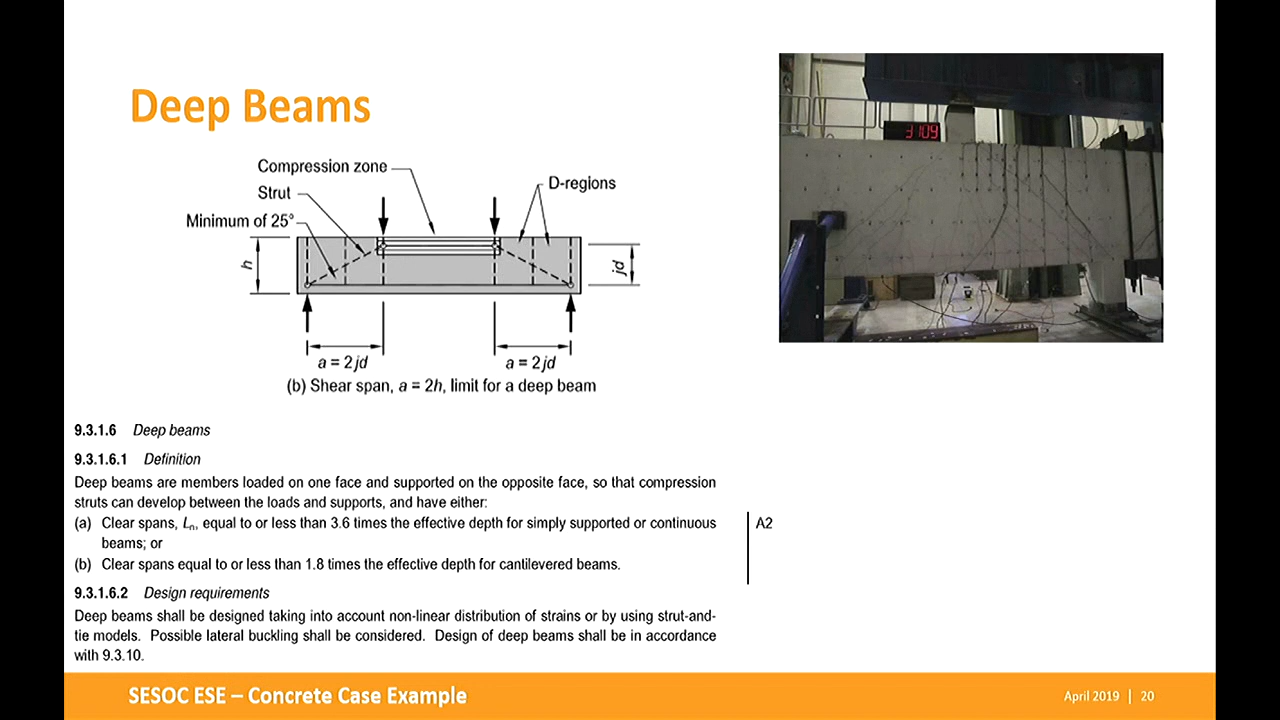 Deep Beams
Compression zone
Strut
D-regions
Minimum of 25°
h
jd
a = 2 jd
a = 2 jd
(b) Shear span, a = 2h, limit for a deep beam
3109
9.3.1.6 Deep beams
9.3.1.6.1 Definition
Deep beams are members loaded on one face and supported on the opposite face, so that compression
struts can develop between the loads and supports, and have either:
(a) Clear spans, Ln, equal to or less than 3.6 times the effective depth for simply supported or continuous
beams; or
A2
(b) Clear spans equal to or less than 1.8 times the effective depth for cantilevered beams.
9.3.1.6.2 Design requirements
Deep beams shall be designed taking into account non-linear distribution of strains or by using strut-and-
tie models. Possible lateral buckling shall be considered. Design of deep beams shall be in accordance
with 9.3.10.
SESOC ESE – Concrete Case Example
April 2019 | 20